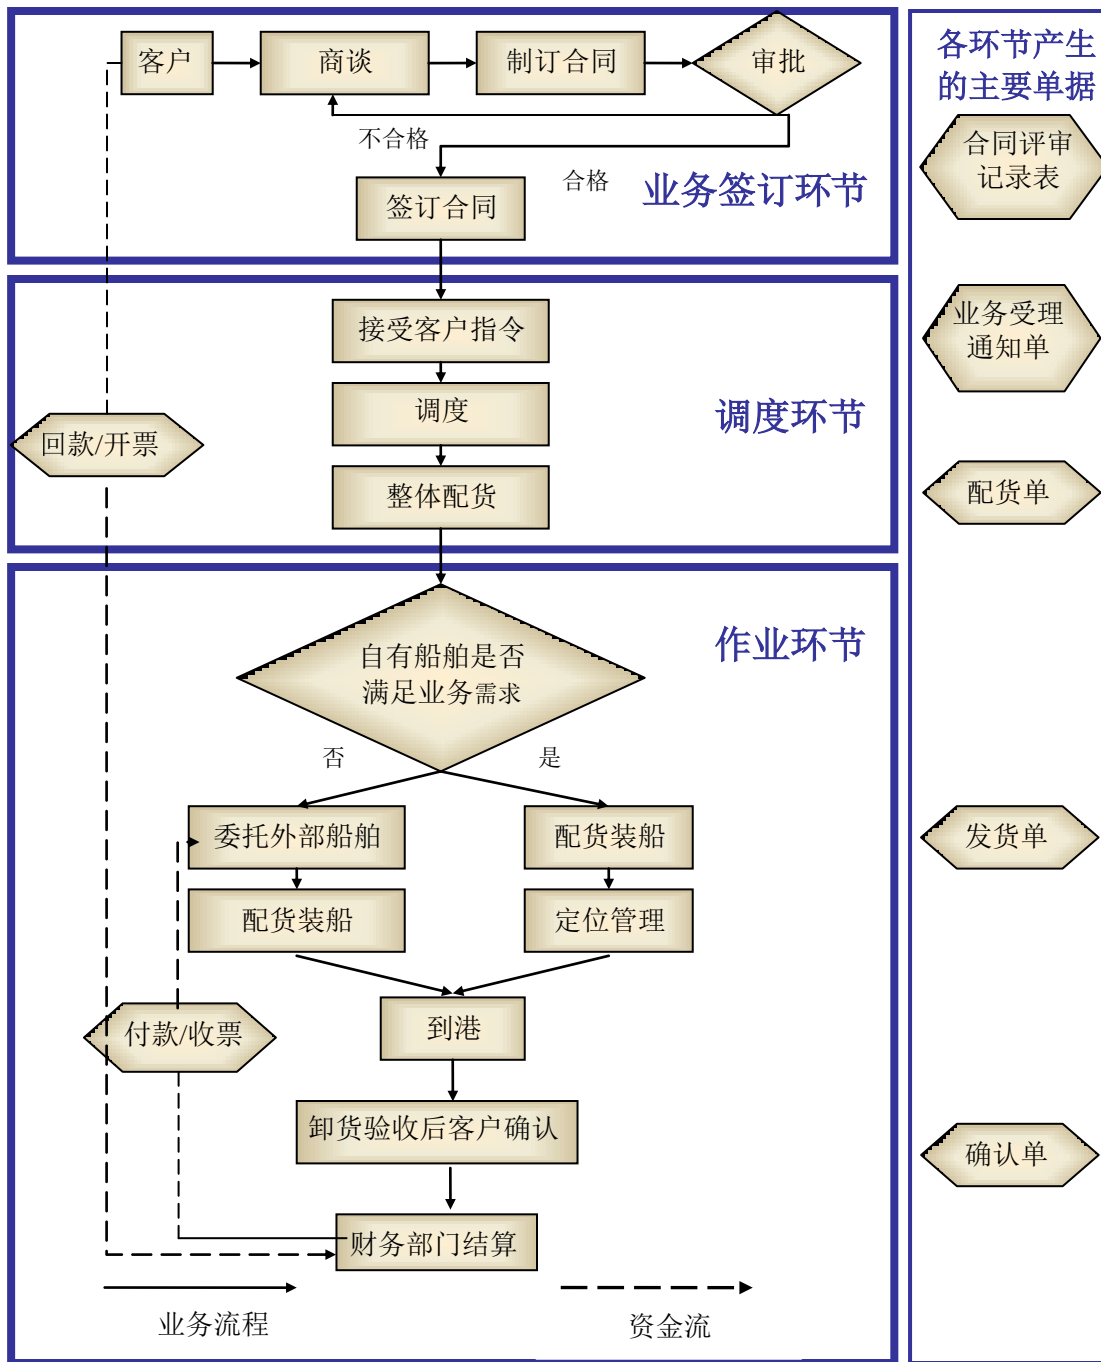 客户
商谈
制订合同
审批
不合格
合格
签订合同
业务签订环节
接受客户指令
调度
整体配货
调度环节
回款/开票
作业环节
自有船舶是否
满足业务需求
否
是
委托外部船舶
配货装船
配货装船
定位管理
到港
付款/收票
卸货验收后客户确认
财务部门结算
业务流程
资金流
各环节产生
的主要单据
合同评审
记录表
业务受理
通知单
配货单
发货单
确认单